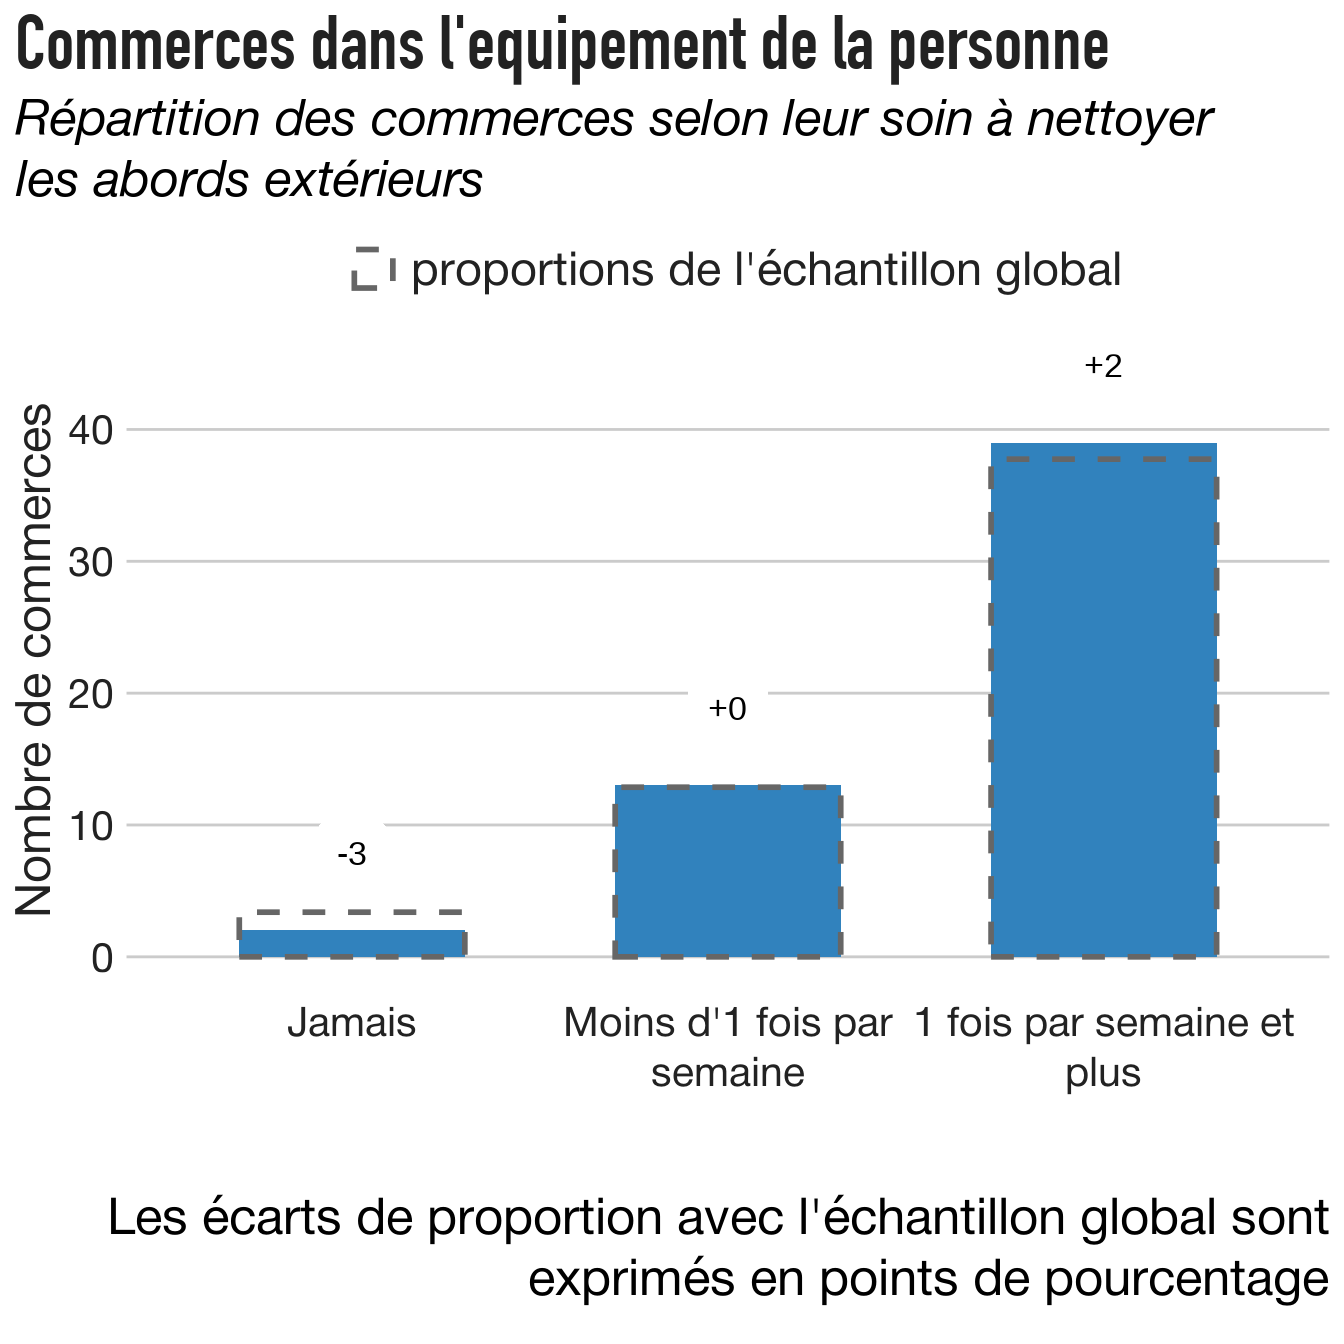 Commerces dans l'equipement de la personne
Répartition des commerces selon leur soin à nettoyer
les abords extérieurs
proportions de l'échantillon global
Nombre de commerces
40
30
20
10
0
+2
+0
-3
Jamais
Moins d'1 fois par
semaine
1 fois par semaine et
plus
Les écarts de proportion avec l'échantillon global sont
exprimés en points de pourcentage